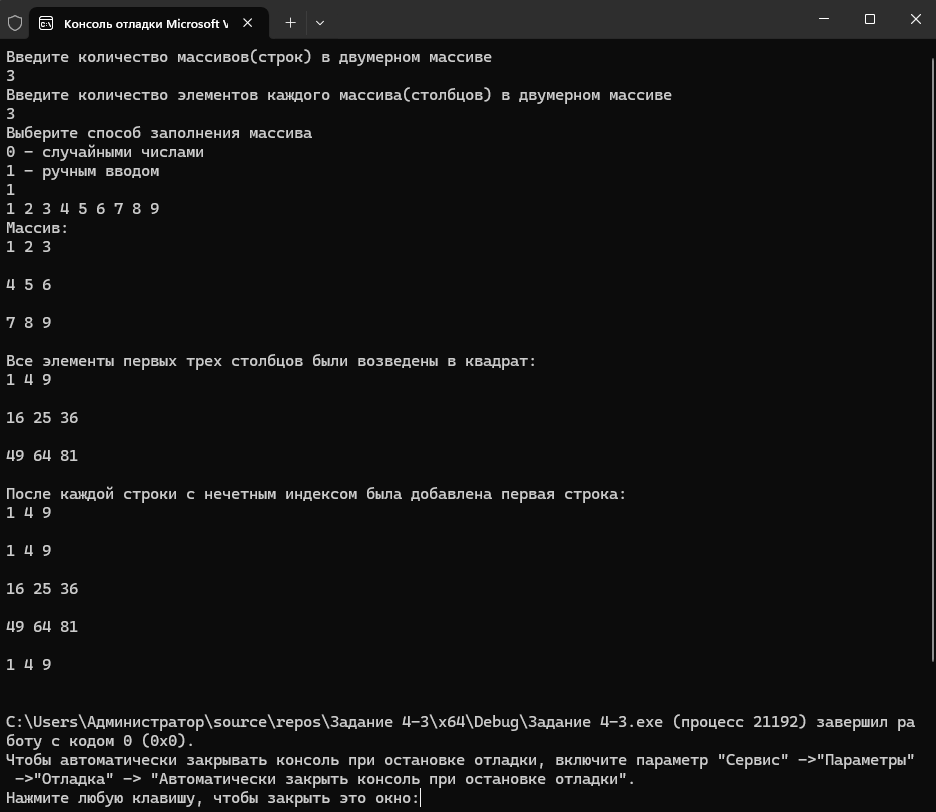 Консоль отладки Microsoft V
Введите количество массивов(строк) в двумерном массиве
3
Введите количество элементов каждого массива(столбцов) в двумерном массиве
3
Выберите способ заполнения массива
0 - случайными числами
1 - ручным вводом
1
1 2 3 4 5 6 7 8 9
Массив:
1 2 3
4 5 6
7 8 9
Все элементы первых трех столбцов были возведены в квадрат:
1 4 9
16 25 36
49 64 81
После каждой строки с нечетным индексом была добавлена первая строка:
1 4 9
1 4 9
16 25 36
49 64 81
1 4 9
C:\Users\Администратор\source\repos\Задание 4-3\x64\Debug\Задание 4-3.exe (процесс 21192) завершил ра
боту с кодом 0 (0x0).
Чтобы автоматически закрывать консоль при остановке отладки, включите параметр "Сервис" ->"Параметры"
->"Отладка" -> "Автоматически закрыть консоль при остановке отладки".
Нажмите любую клавишу, чтобы закрыть это окно: